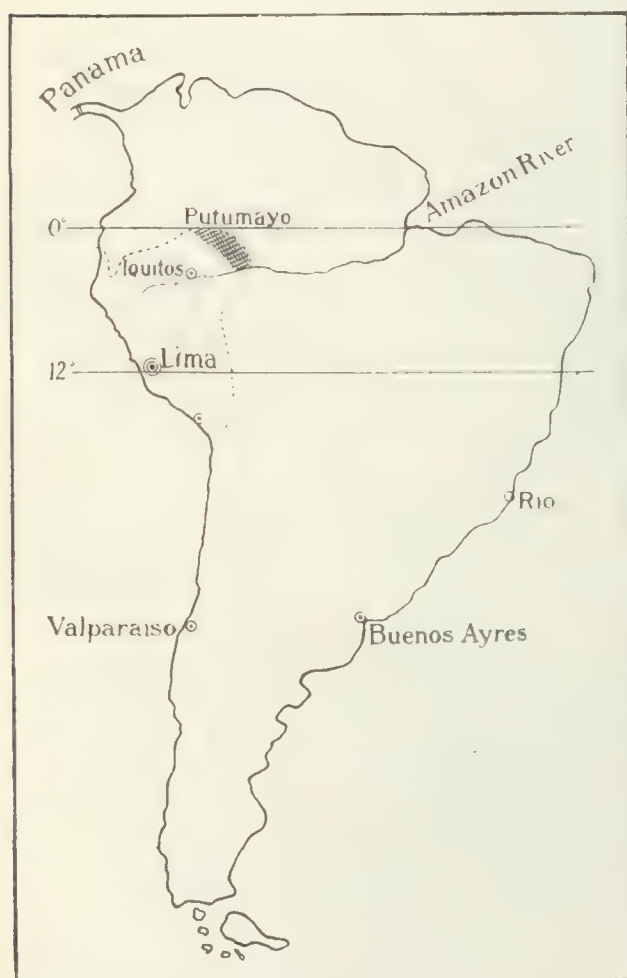 Panama
Amazon River
0°
Putumayo
Iquitos
Lima
12°
Rio
Valparaiso
Buenos Ayres